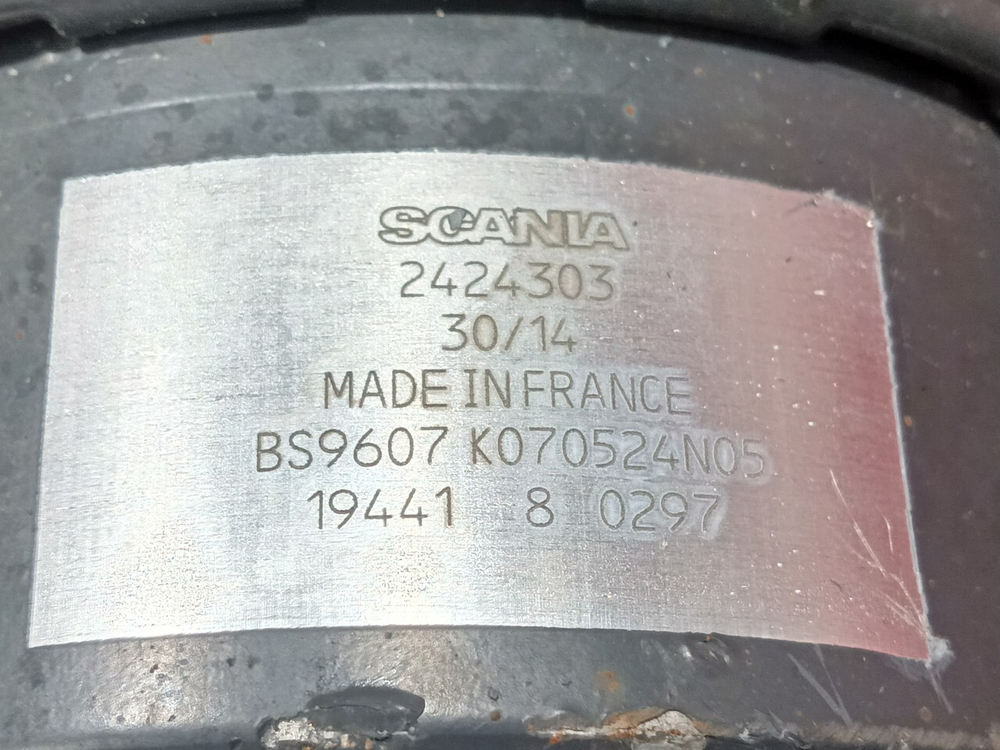 SCANIA
2424303
30/14
MADE IN FRANCE
BS9607 K070524N05
19441 8 0297